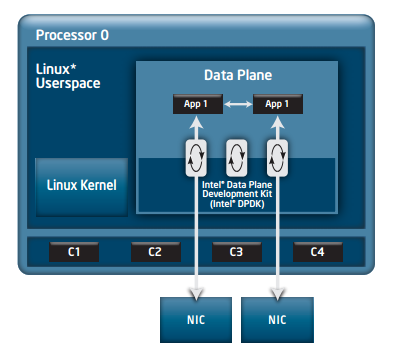 Processor 0
Linux*
Userspace
Data Plane
App 1
App 1
Linux Kernel
Intel® Data Plane
Development Kit
(Intel® DPDK)
C1
C2
C3
C4
NIC
NIC